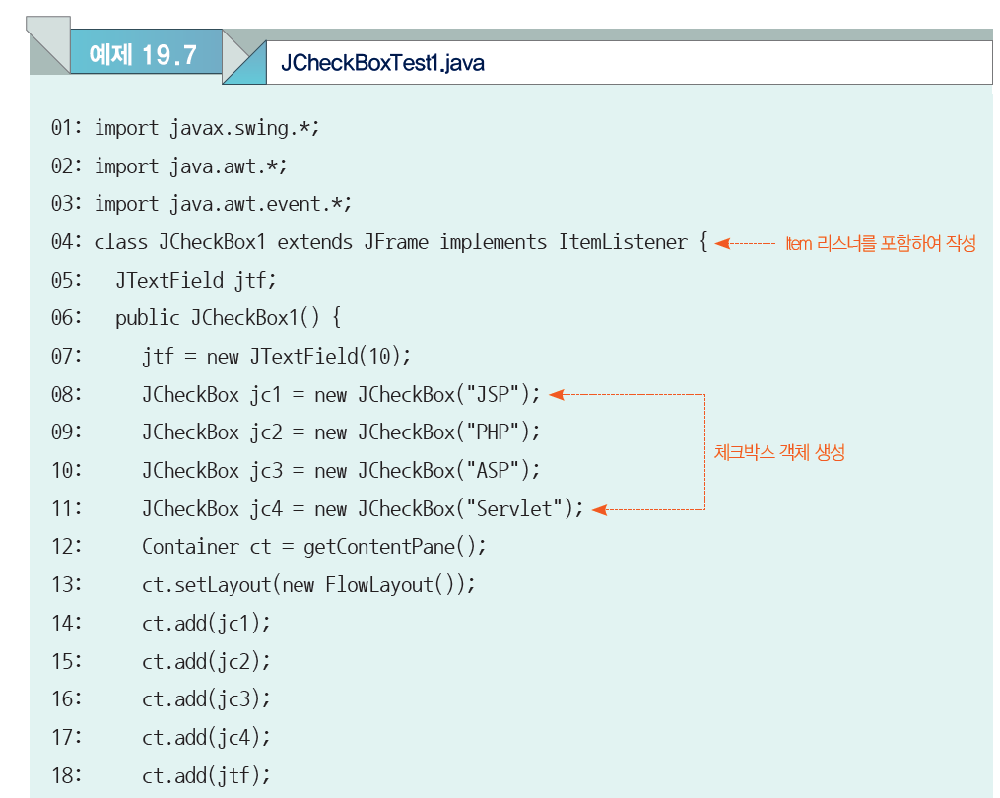 예제 19.7
JCheckBoxTest1.java
01: import javax.swing.*;
02: import java.awt.*;
03: import java.awt.event.*;
04: class JCheckBox1 extends JFrame implements ItemListener { Item 리스너를 포함하여 작성
05:   JTextField jtf;
06:   public JCheckBox1() {
07:     jtf = new JTextField(10);
08:     JCheckBox jc1 = new JCheckBox("JSP");
09:     JCheckBox jc2 = new JCheckBox("PHP");
체크박스 객체 생성
10:     JCheckBox jc3 = new JCheckBox("ASP");
11:     JCheckBox jc4 = new JCheckBox("Servlet");
12:     Container ct = getContentPane();
13:     ct.setLayout(new FlowLayout());
14:     ct.add(jc1);
15:     ct.add(jc2);
16:     ct.add(jc3);
17:     ct.add(jc4);
18:     ct.add(jtf);